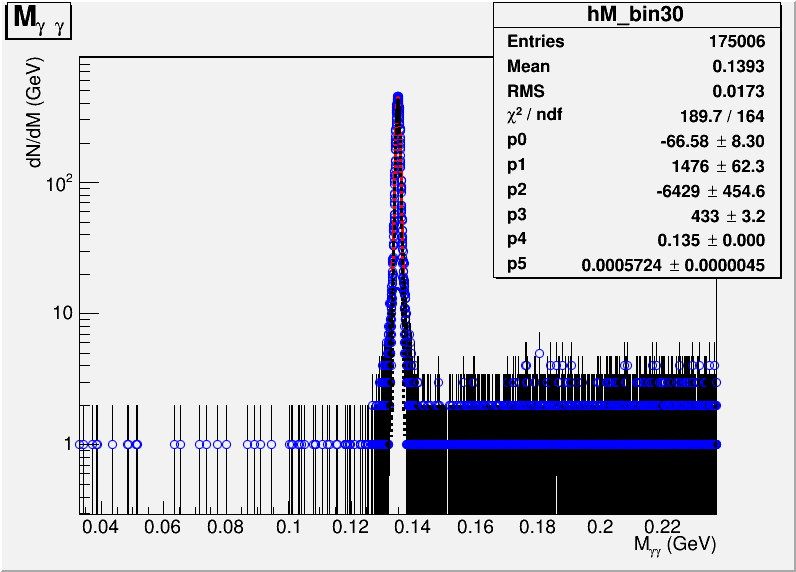 M γ γ
hM_bin30
Entries 175006
Mean 0.1393
RMS 0.0173
χ² / ndf 189.7 / 164
p0 -66.58 ± 8.30
p1 1476 ± 62.3
p2 -6429 ± 454.6
p3 433 ± 3.2
p4 0.135 ± 0.000
p5 0.0005724 ± 0.0000045
dN/dM (GeV)
10²
10
1
0.04 0.06 0.08 0.1 0.12 0.14 0.16 0.18 0.2 0.22
Mγγ (GeV)